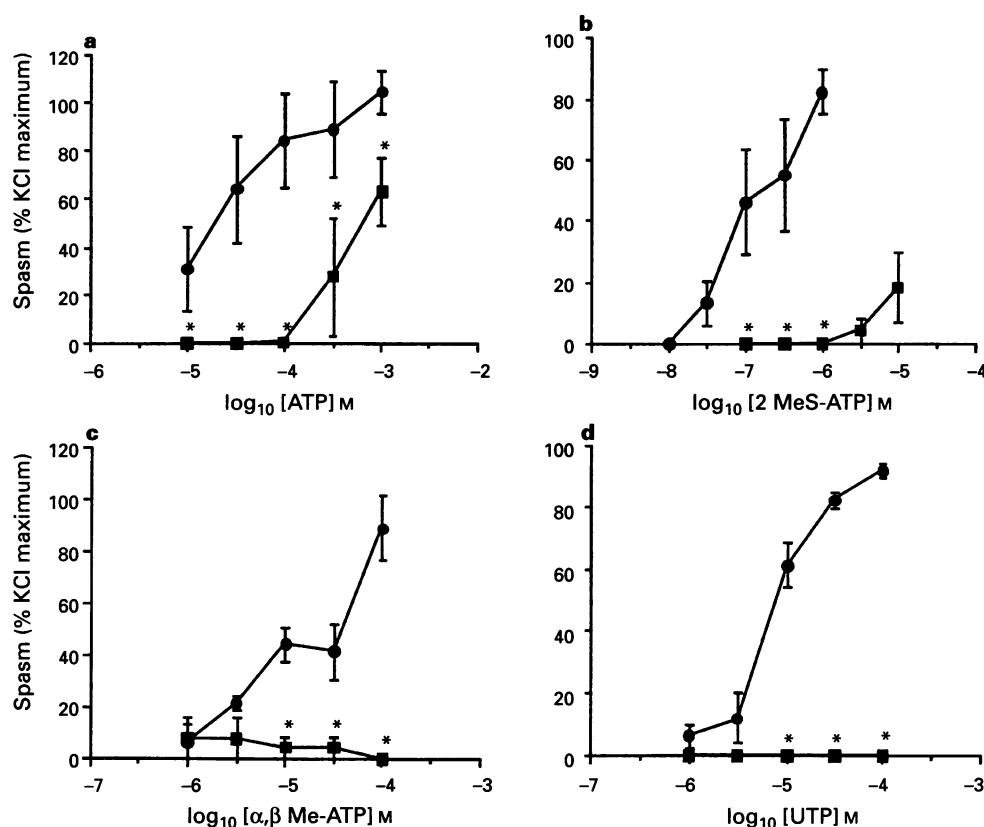 a
Spasm (% KCl maximum)
120
100
80
60
40
20
0
* * * * *
−6 −5 −4 −3 −2
log10 [ATP] M
b
100
80
60
40
20
0
* * *
−9 −8 −7 −6 −5 −4
log10 [2 MeS-ATP] M
c
Spasm (% KCl maximum)
120
100
80
60
40
20
0
* * *
−7 −6 −5 −4 −3
log10 [α,β Me-ATP] M
d
100
80
60
40
20
0
* * *
−7 −6 −5 −4 −3
log10 [UTP] M